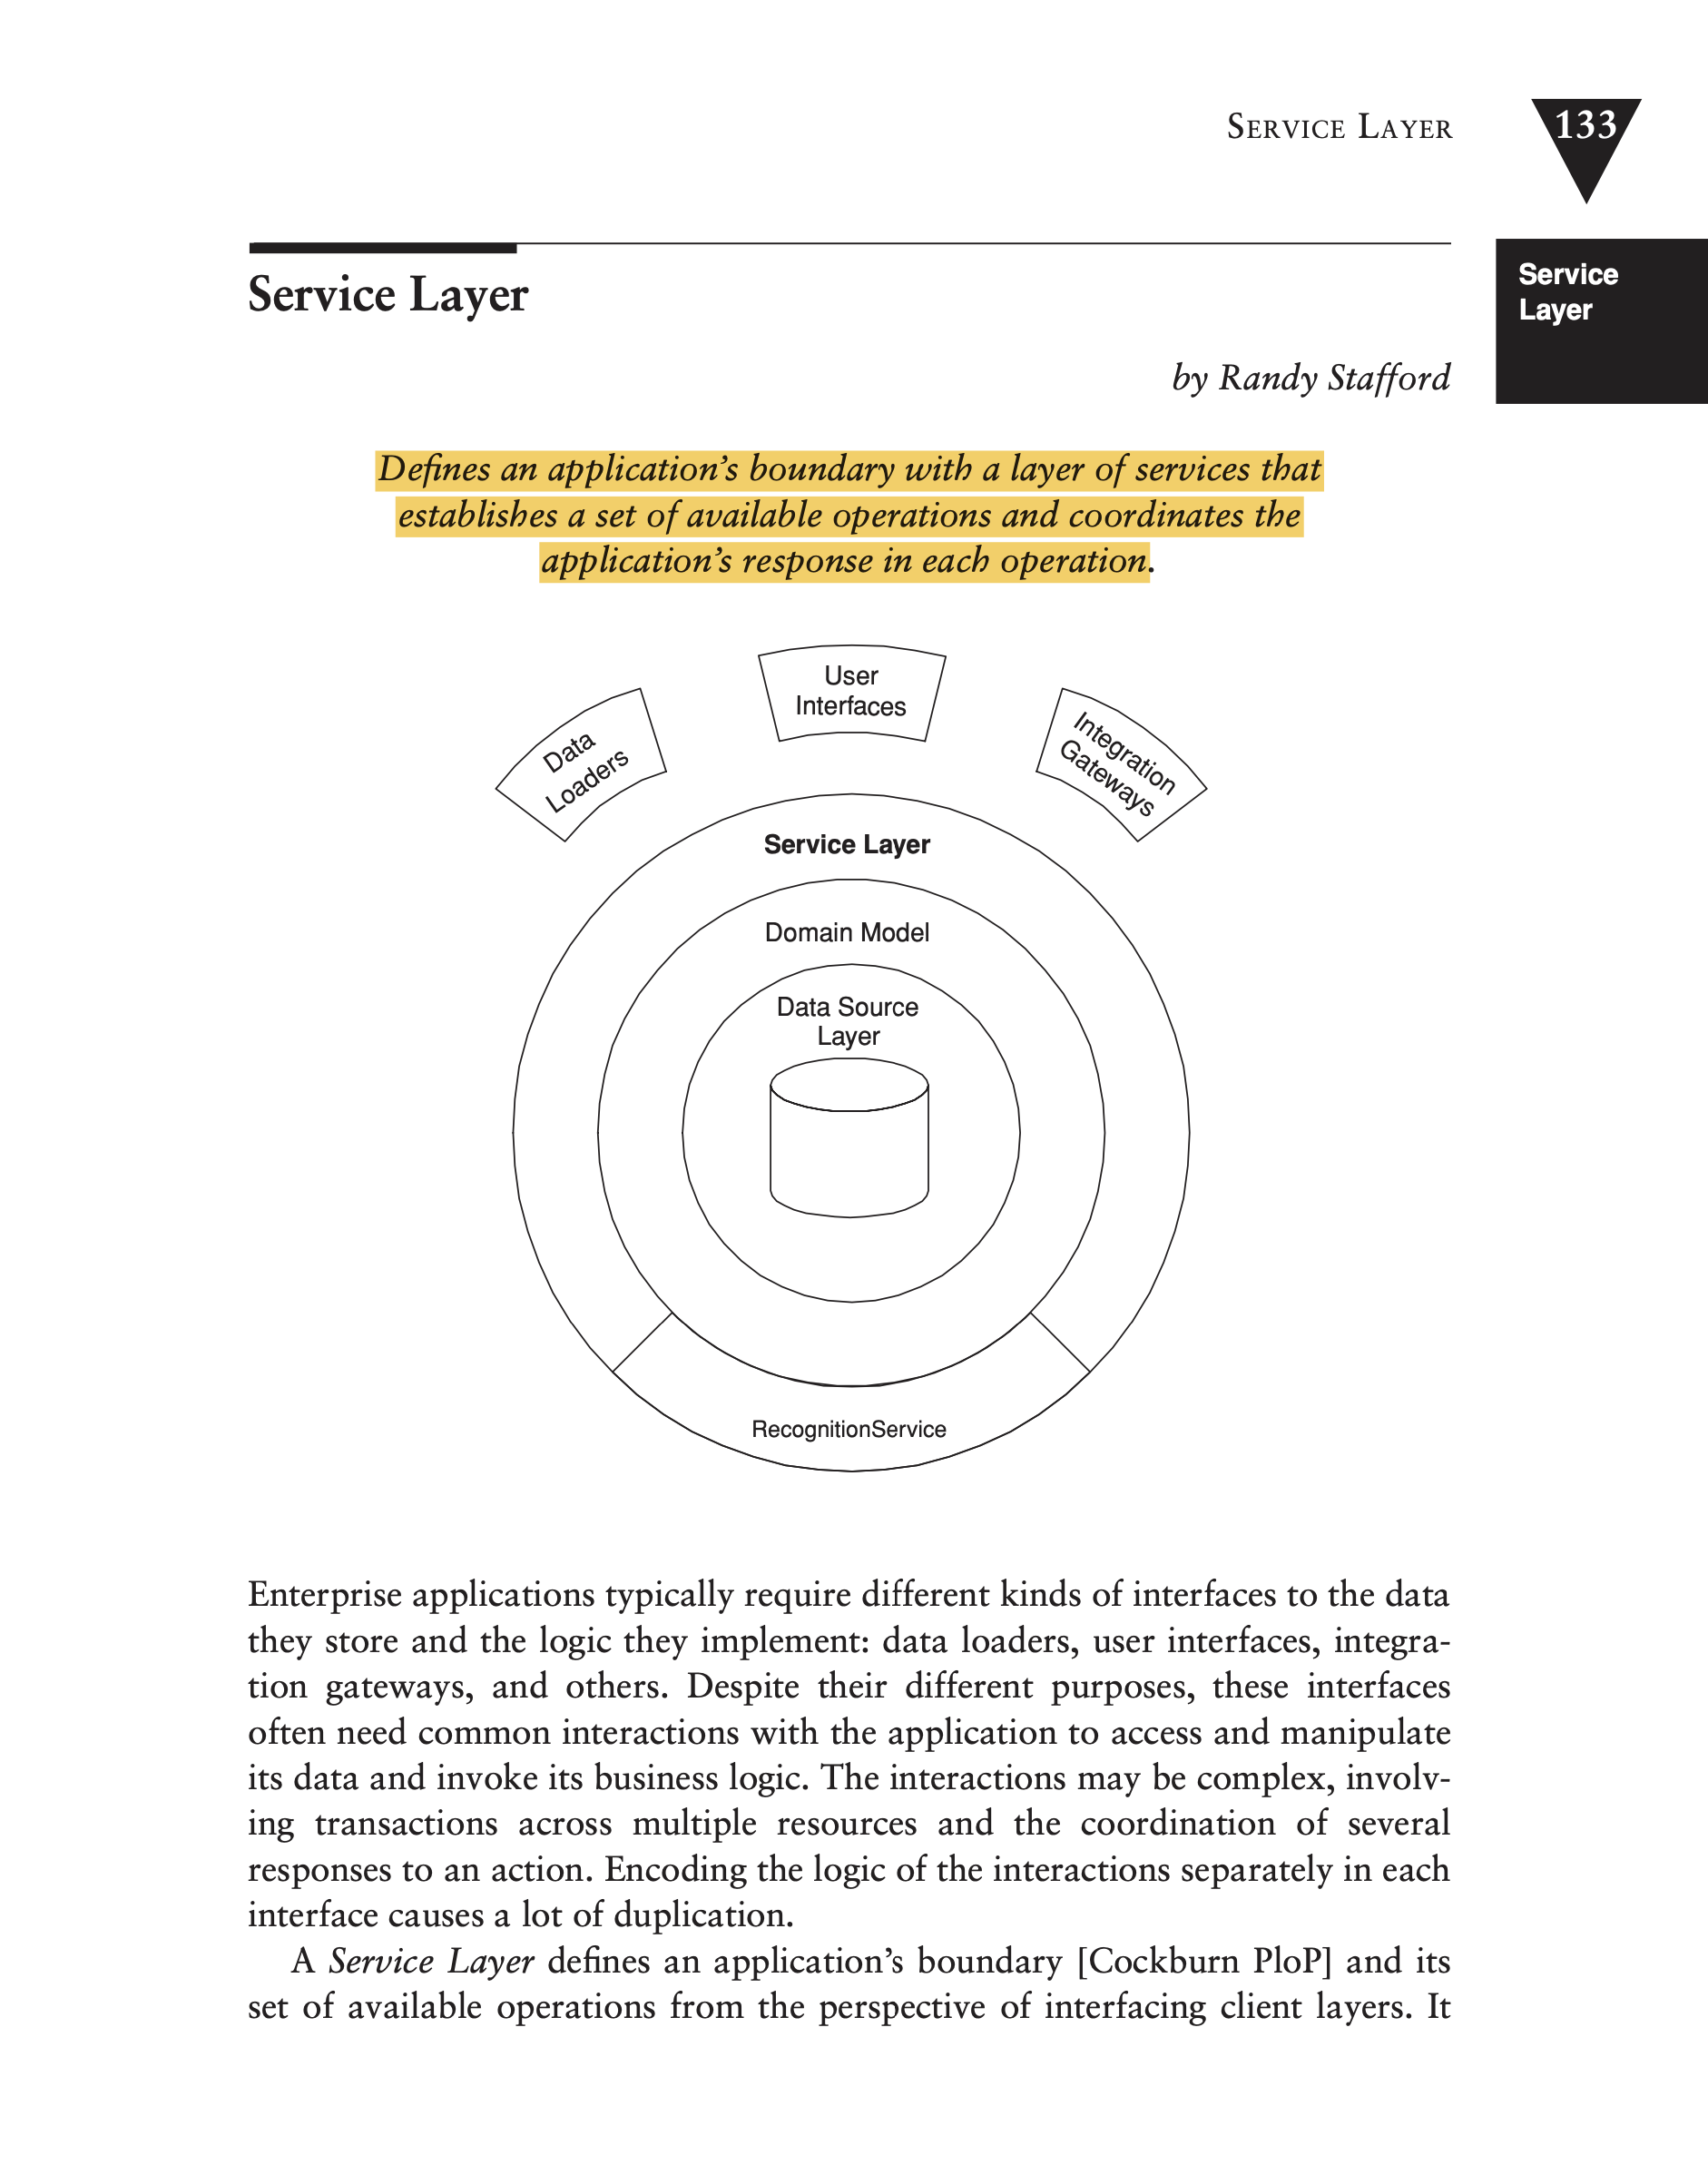 SERVICE LAYER
133
Service
Layer
Service Layer
by Randy Stafford
Defines an application’s boundary with a layer of services that
establishes a set of available operations and coordinates the
application’s response in each operation.
User
Interfaces
Data
Loaders
Integration
Gateways
Service Layer
Domain Model
Data Source
Layer
RecognitionService
Enterprise applications typically require different kinds of interfaces to the data
they store and the logic they implement: data loaders, user interfaces, integra-
tion gateways, and others. Despite their different purposes, these interfaces
often need common interactions with the application to access and manipulate
its data and invoke its business logic. The interactions may be complex, involv-
ing transactions across multiple resources and the coordination of several
responses to an action. Encoding the logic of the interactions separately in each
interface causes a lot of duplication.
A Service Layer defines an application’s boundary [Cockburn PloP] and its
set of available operations from the perspective of interfacing client layers. It